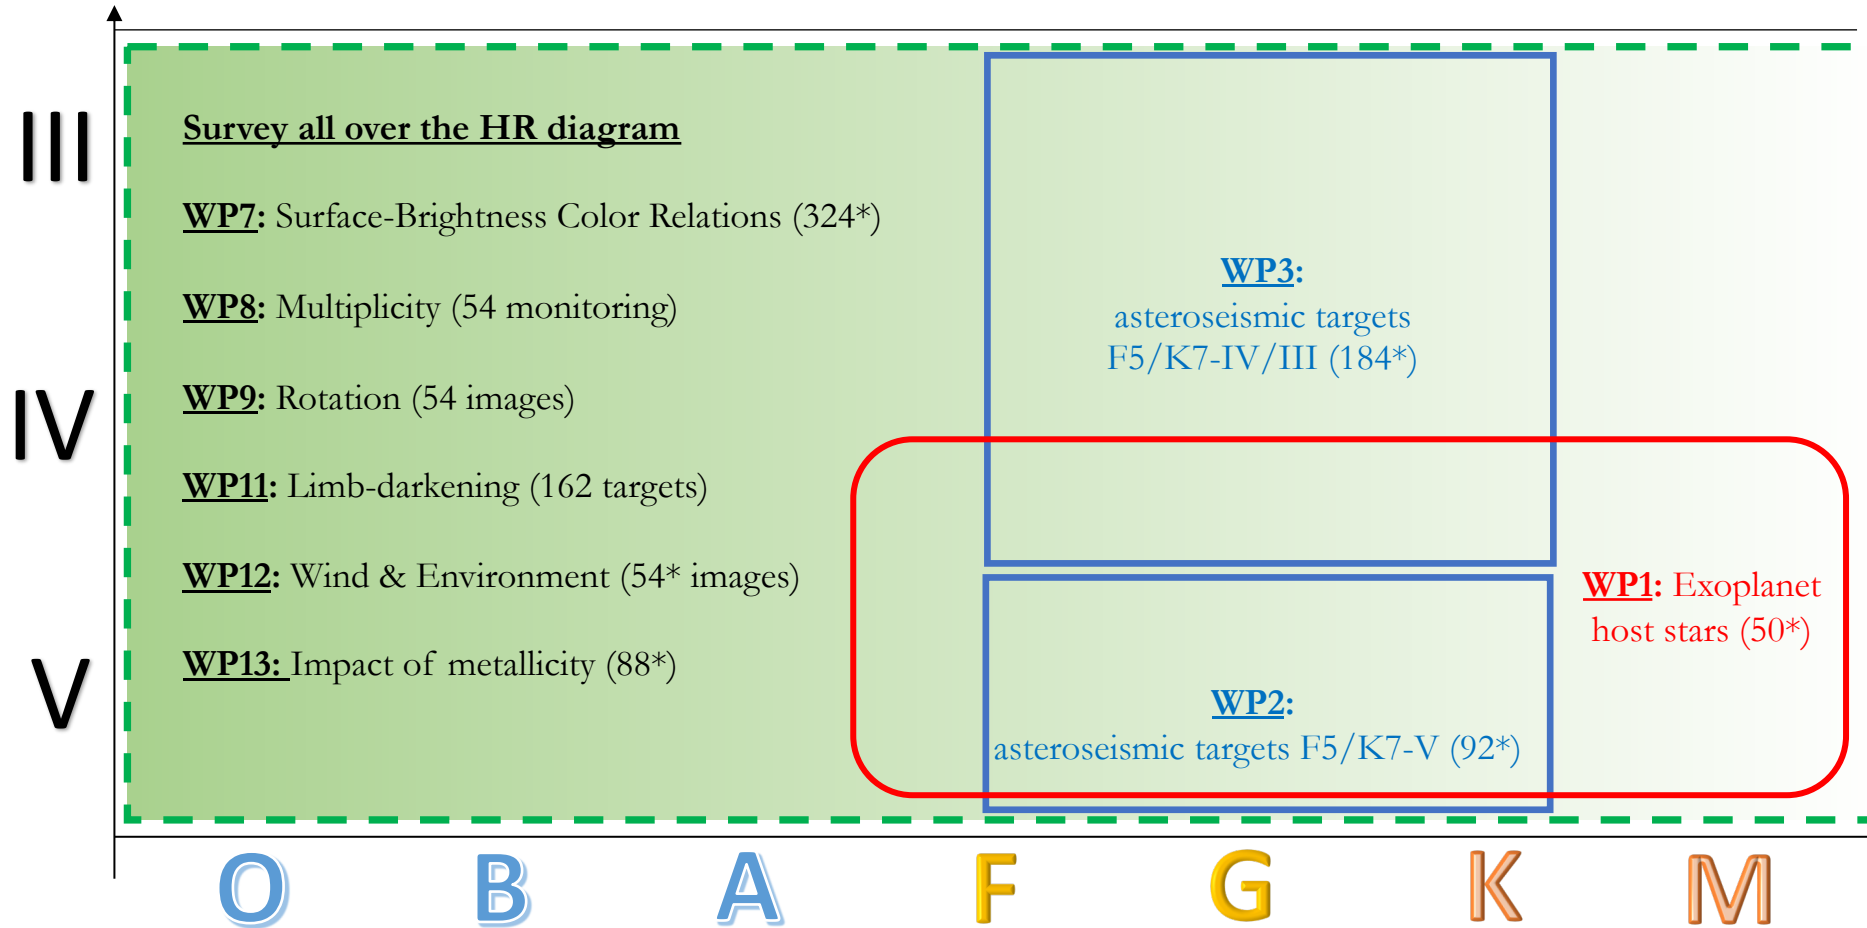 III
IV
V
Survey all over the HR diagram
WP7: Surface-Brightness Color Relations (324*)
WP8: Multiplicity (54 monitoring)
WP9: Rotation (54 images)
WP11: Limb-darkening (162 targets)
WP12: Wind & Environment (54* images)
WP13: Impact of metallicity (88*)
WP3:
asteroseismic targets
F5/K7-IV/III (184*)
WP1: Exoplanet
host stars (50*)
WP2:
asteroseismic targets F5/K7-V (92*)
O B A F G K M